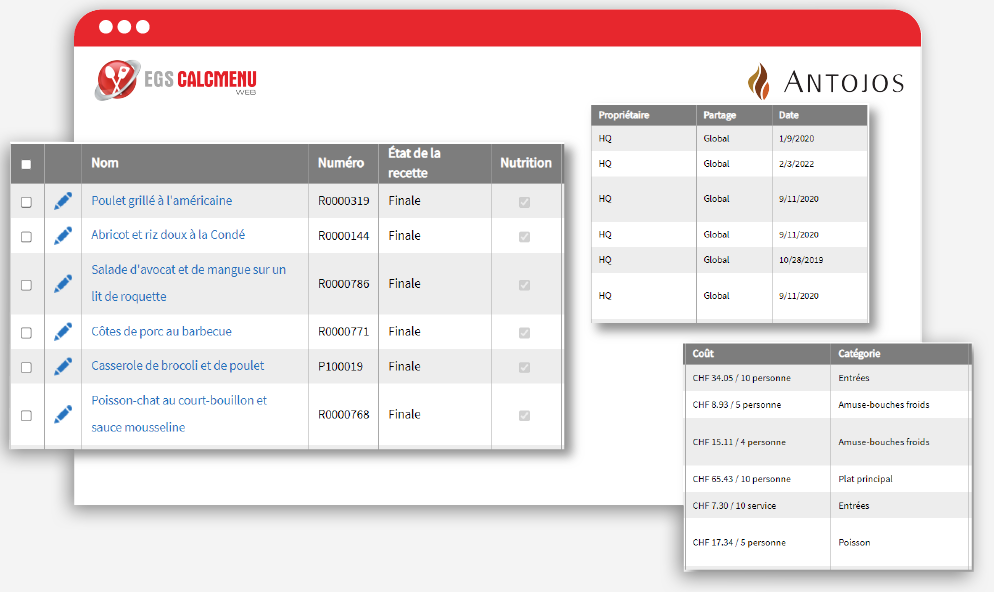 EGS CALCMENU
WEB
ANTOJOS
Nom Numéro État de la
recette Nutrition
Poulet grillé à l'américaine R0000319 Finale
Abricot et riz doux à la Condé R0000144 Finale
Salade d'avocat et de mangue sur un
lit de roquette R0000786 Finale
Côtes de porc au barbecue R0000771 Finale
Casserole de brocoli et de poulet P100019 Finale
Poisson-chat au court-bouillon et
sauce mousseline R0000768 Finale
Propriétaire Partage Date
HQ Global 1/9/2020
HQ Global 2/3/2022
HQ Global 9/11/2020
HQ Global 9/11/2020
HQ Global 10/28/2019
HQ Global 9/11/2020
Coût Catégorie
CHF 34.05 / 10 personne Entrées
CHF 8.93 / 5 personne Amuse-bouches froids
CHF 15.11 / 4 personne Amuse-bouches froids
CHF 65.43 / 10 personne Plat principal
CHF 7.30 / 10 service Entrées
CHF 17.34 / 5 personne Poisson